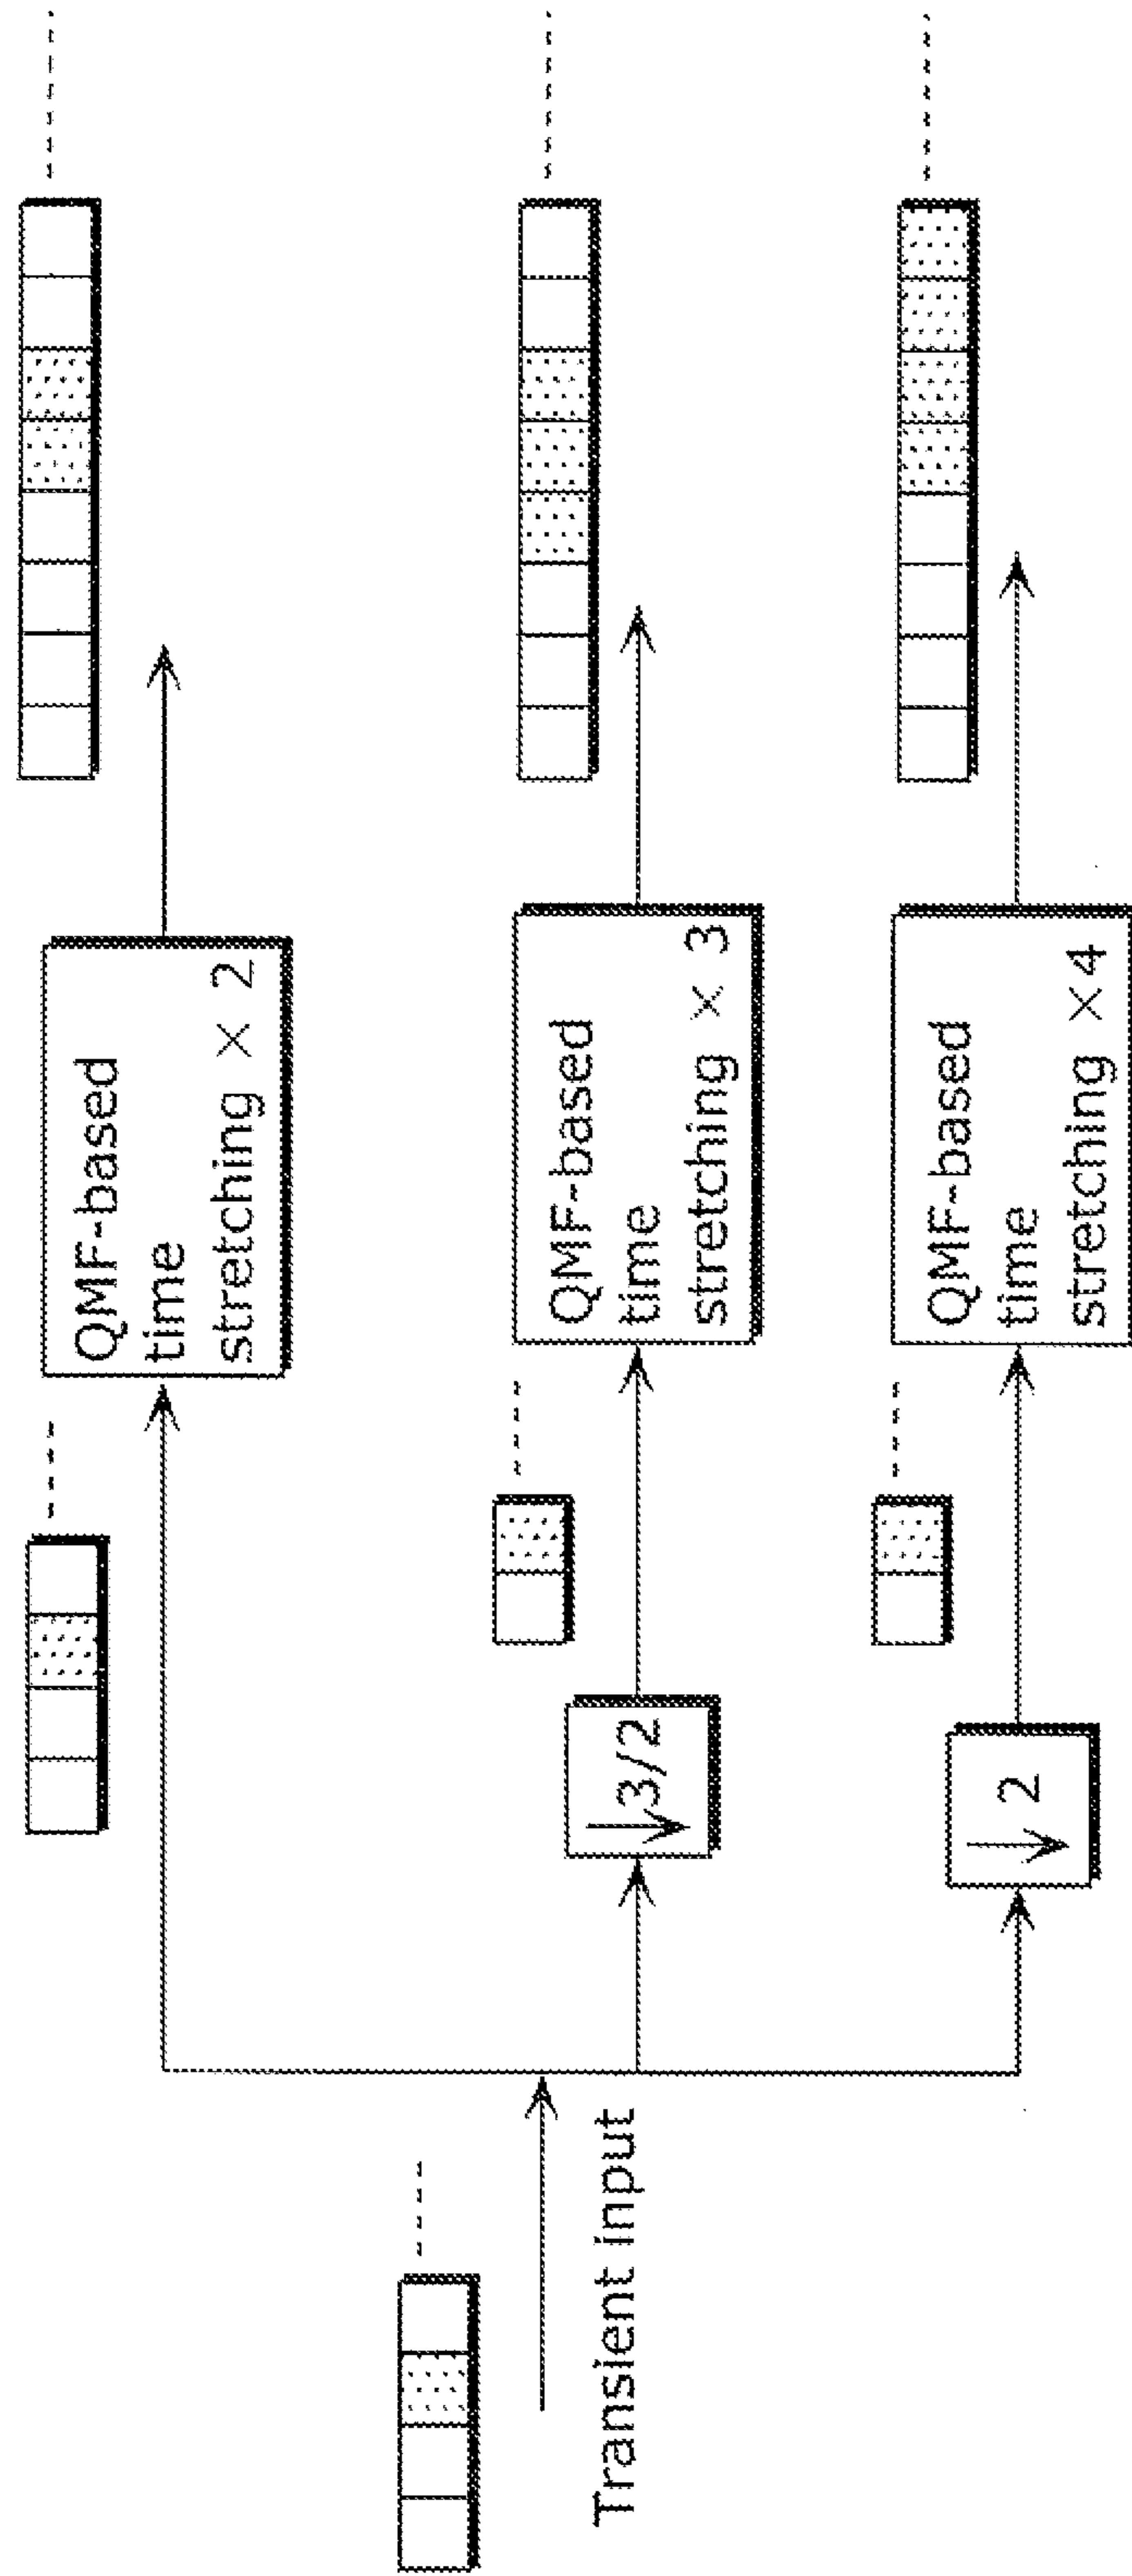 Transient input
QMF-based
time
stretching × 2
↓3/2
QMF-based
time
stretching × 3
↓ 2
QMF-based
time
stretching ×4